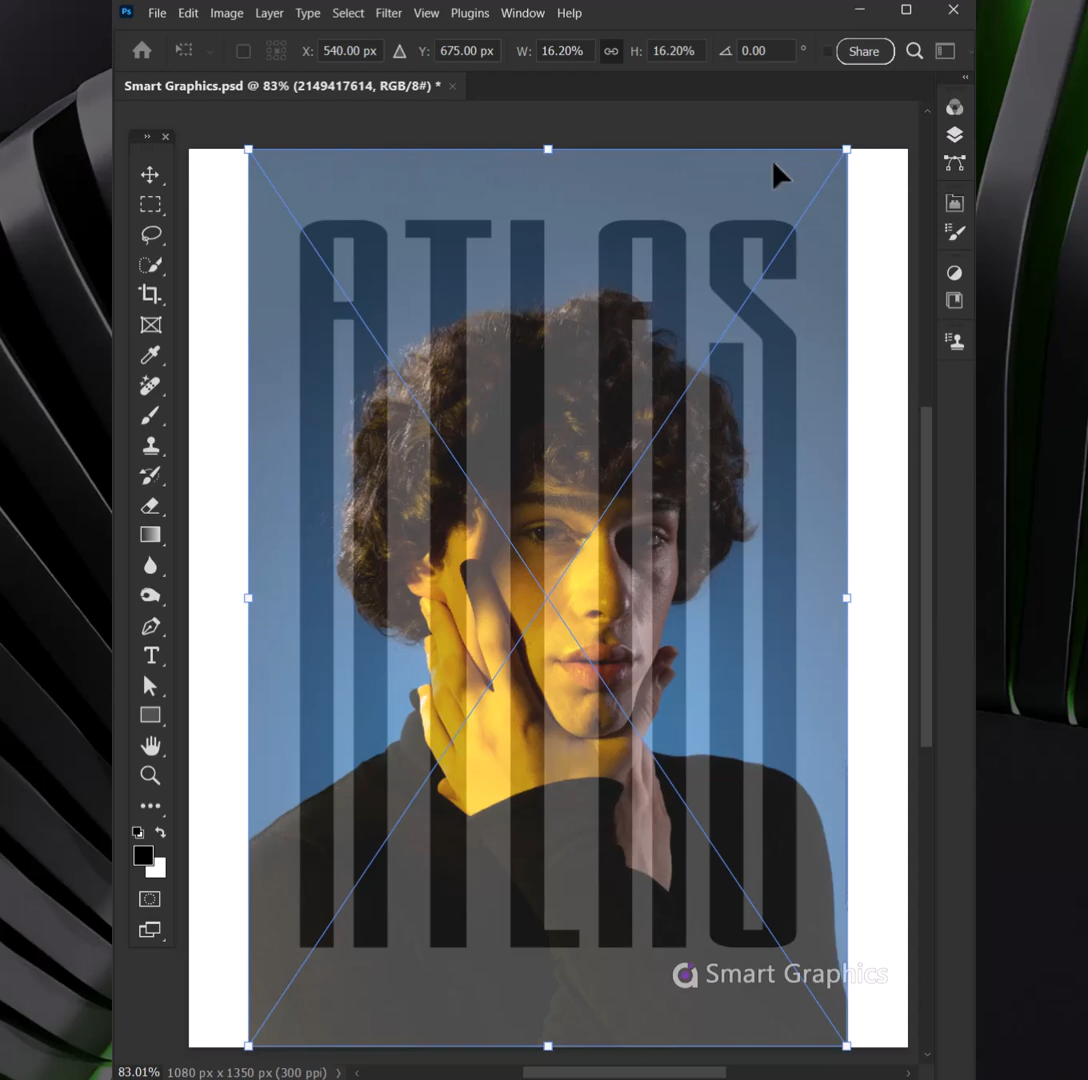 Ps File Edit Image Layer Type Select Filter View Plugins Window Help
X: 540.00 px Y: 675.00 px W: 16.20% H: 16.20% 0.00 ° Share
Smart Graphics.psd @ 83% (2149417614, RGB/8#) *
ATLAS
Smart Graphics
83.01% 1080 px x 1350 px (300 ppi)